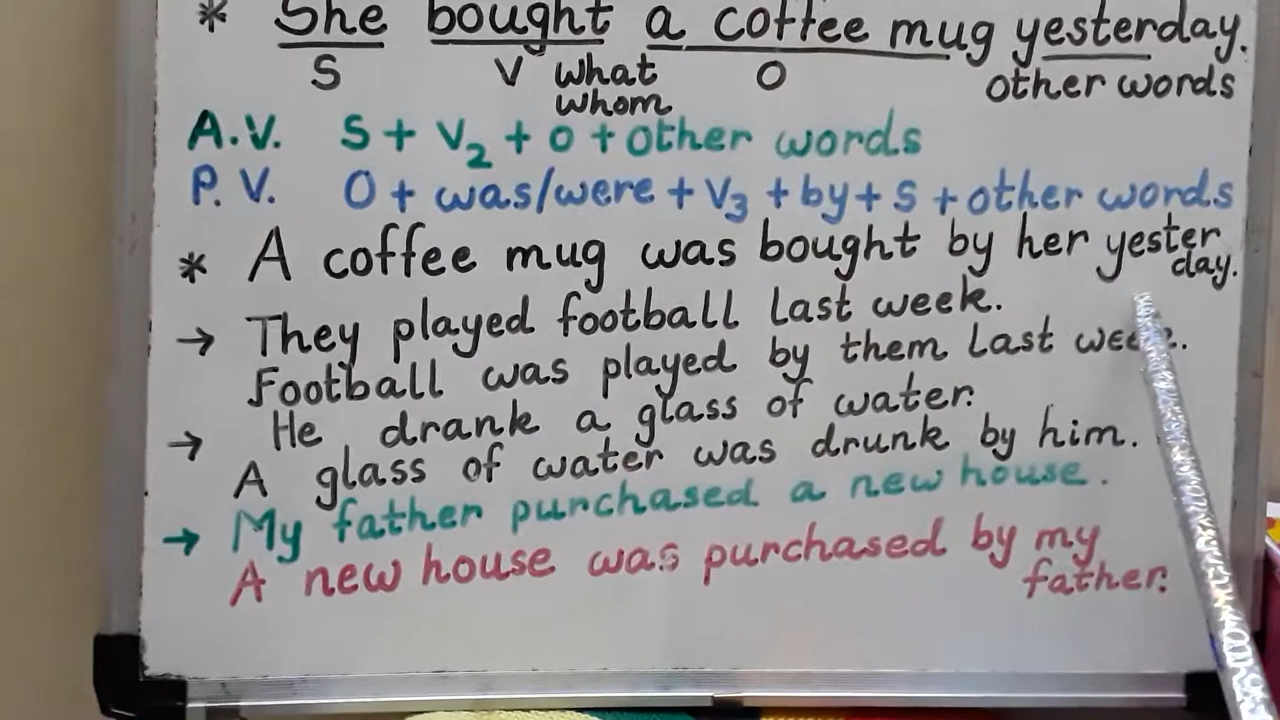 * She bought a coffee mug yesterday.
S V what O other words
whom
A.V. S + V2 + O + other words
P.V. O + was/were + V3 + by + S + other words
* A coffee mug was bought by her yester
day.
→ They played football last week.
Football was played by them last week.
→ He drank a glass of water.
A glass of water was drunk by him.
→ My father purchased a new house.
A new house was purchased by my
father.